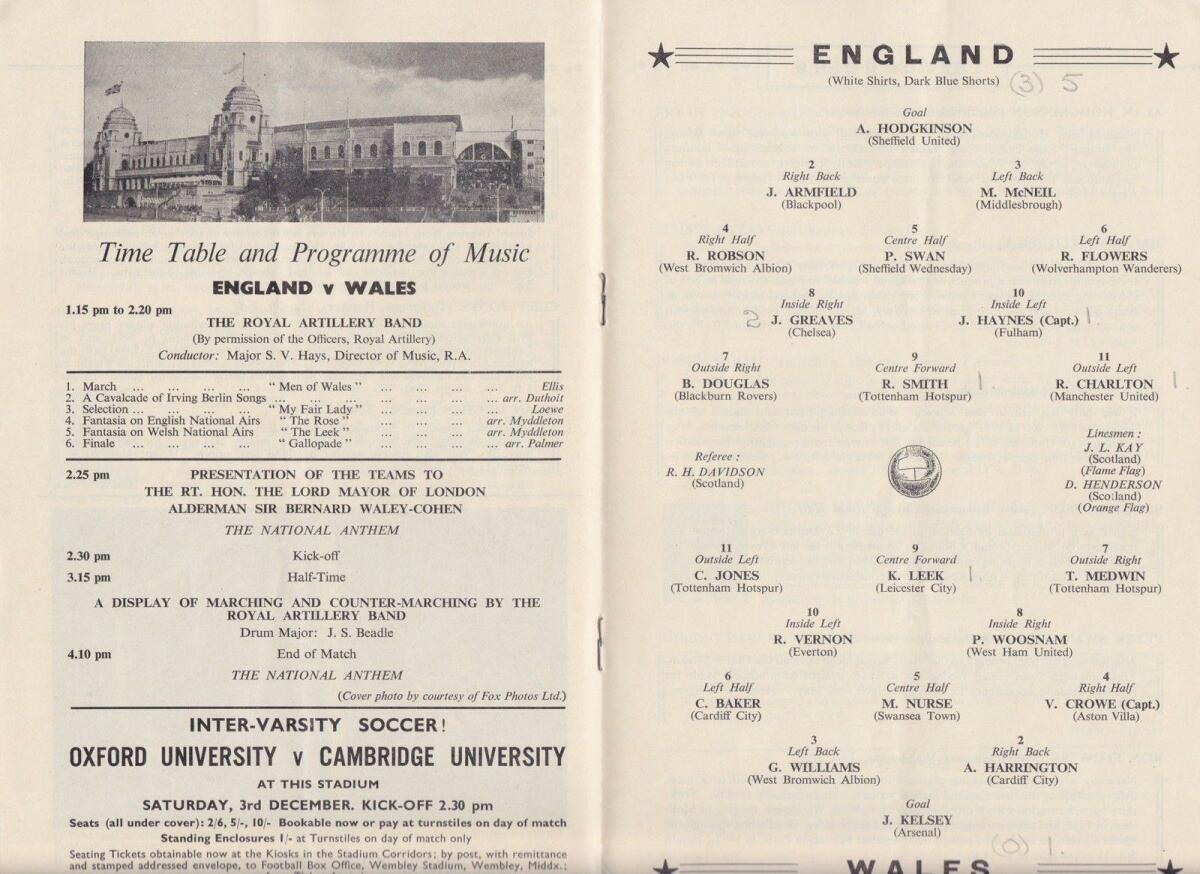 Time Table and Programme of Music
ENGLAND v WALES
1.15 pm to 2.20 pm
THE ROYAL ARTILLERY BAND
(By permission of the Officers, Royal Artillery)
Conductor: Major S. V. Hays, Director of Music, R.A.
1. March ... ... ... ... " Men of Wales " ... ... ... ... Ellis
2. A Cavalcade of Irving Berlin Songs ... ... ... ... ... ... ... arr. Duthoit
3. Selection ... ... ... ... " My Fair Lady " ... ... ... ... Loewe
4. Fantasia on English National Airs " The Rose " ... ... ... arr. Myddleton
5. Fantasia on Welsh National Airs " The Leek " ... ... ... arr. Myddleton
6. Finale ... ... ... ... " Gallopade " ... ... ... ... arr. Palmer
2.25 pm PRESENTATION OF THE TEAMS TO
THE RT. HON. THE LORD MAYOR OF LONDON
ALDERMAN SIR BERNARD WALEY-COHEN
THE NATIONAL ANTHEM
2.30 pm Kick-off
3.15 pm Half-Time
A DISPLAY OF MARCHING AND COUNTER-MARCHING BY THE
ROYAL ARTILLERY BAND
Drum Major: J. S. Beadle
4.10 pm End of Match
THE NATIONAL ANTHEM
(Cover photo by courtesy of Fox Photos Ltd.)
INTER-VARSITY SOCCER!
OXFORD UNIVERSITY v CAMBRIDGE UNIVERSITY
AT THIS STADIUM
SATURDAY, 3rd DECEMBER. KICK-OFF 2.30 pm
Seats (all under cover): 2/6, 5/-, 10/- Bookable now or pay at turnstiles on day of match
Standing Enclosures 1/- at Turnstiles on day of match only
Seating Tickets obtainable now at the Kiosks in the Stadium Corridors; by post, with remittance
and stamped addressed envelope, to Football Box Office, Wembley Stadium, Wembley, Middx.;
ENGLAND
(White Shirts, Dark Blue Shorts) (3) 5
Goal
A. HODGKINSON
(Sheffield United)
2 3
Right Back Left Back
J. ARMFIELD M. McNEIL
(Blackpool) (Middlesbrough)
4 5 6
Right Half Centre Half Left Half
R. ROBSON P. SWAN R. FLOWERS
(West Bromwich Albion) (Sheffield Wednesday) (Wolverhampton Wanderers)
8 10
Inside Right Inside Left
2 J. GREAVES J. HAYNES (Capt.) 1.
(Chelsea) (Fulham)
7 9 11
Outside Right Centre Forward Outside Left
B. DOUGLAS R. SMITH 1. R. CHARLTON 1.
(Blackburn Rovers) (Tottenham Hotspur) (Manchester United)
Referee :
R. H. DAVIDSON
(Scotland)
Linesmen :
J. L. KAY
(Scotland)
(Flame Flag)
D. HENDERSON
(Scotland)
(Orange Flag)
11 9 7
Outside Left Centre Forward Outside Right
C. JONES K. LEEK 1. T. MEDWIN
(Tottenham Hotspur) (Leicester City) (Tottenham Hotspur)
10 8
Inside Left Inside Right
R. VERNON P. WOOSNAM
(Everton) (West Ham United)
6 5 4
Left Half Centre Half Right Half
C. BAKER M. NURSE V. CROWE (Capt.)
(Cardiff City) (Swansea Town) (Aston Villa)
3 2
Left Back Right Back
G. WILLIAMS A. HARRINGTON
(West Bromwich Albion) (Cardiff City)
Goal
J. KELSEY
(Arsenal)
(0) 1.
WALES